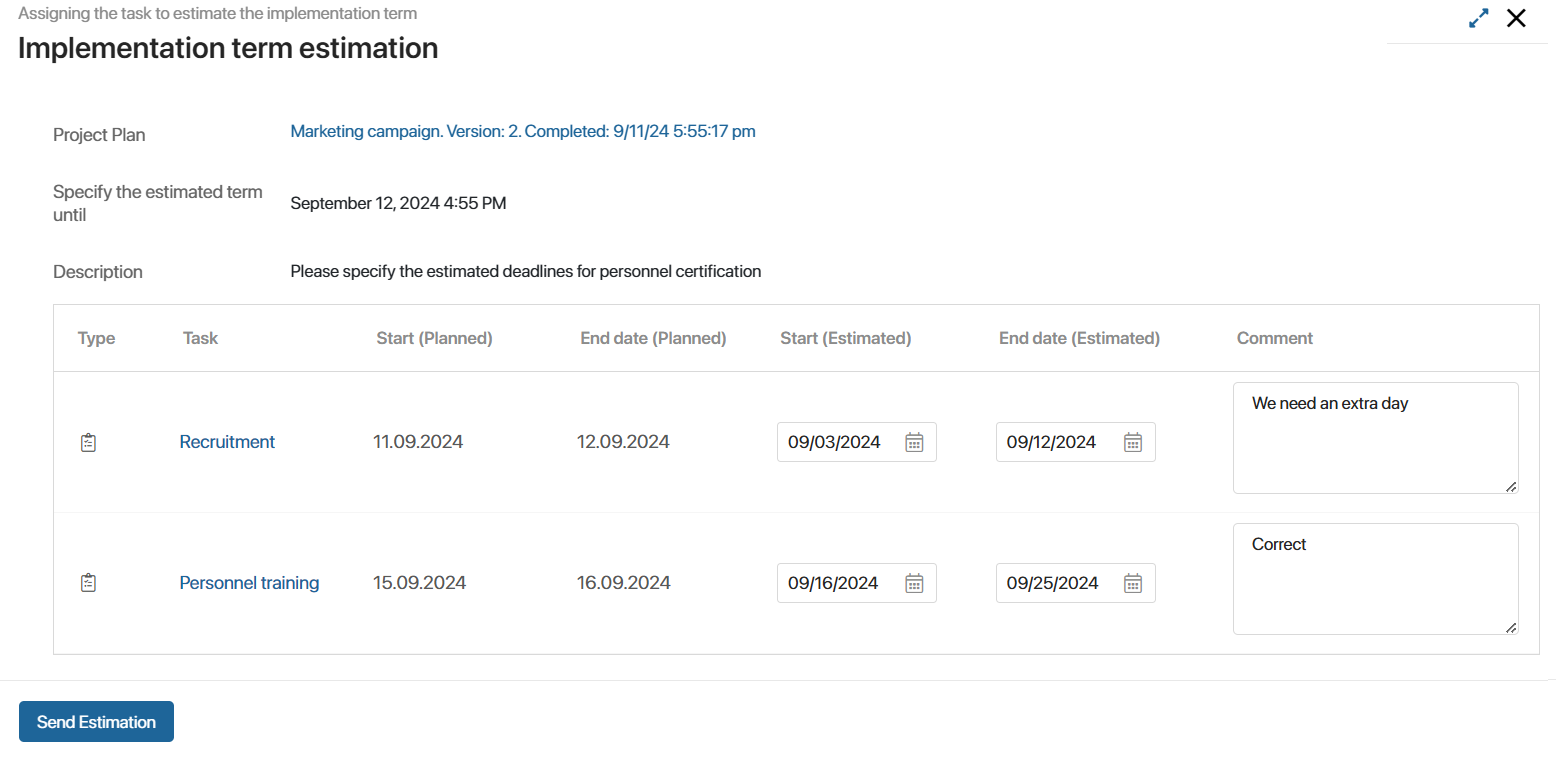 Assigning the task to estimate the implementation term
Implementation term estimation
Project Plan
Marketing campaign. Version: 2. Completed: 9/11/24 5:55:17 pm
Specify the estimated term
until
September 12, 2024 4:55 PM
Description
Please specify the estimated deadlines for personnel certification
Type Task Start (Planned) End date (Planned) Start (Estimated) End date (Estimated) Comment
Recruitment 11.09.2024 12.09.2024 09/03/2024 09/12/2024 We need an extra day
Personnel training 15.09.2024 16.09.2024 09/16/2024 09/25/2024 Correct
Send Estimation